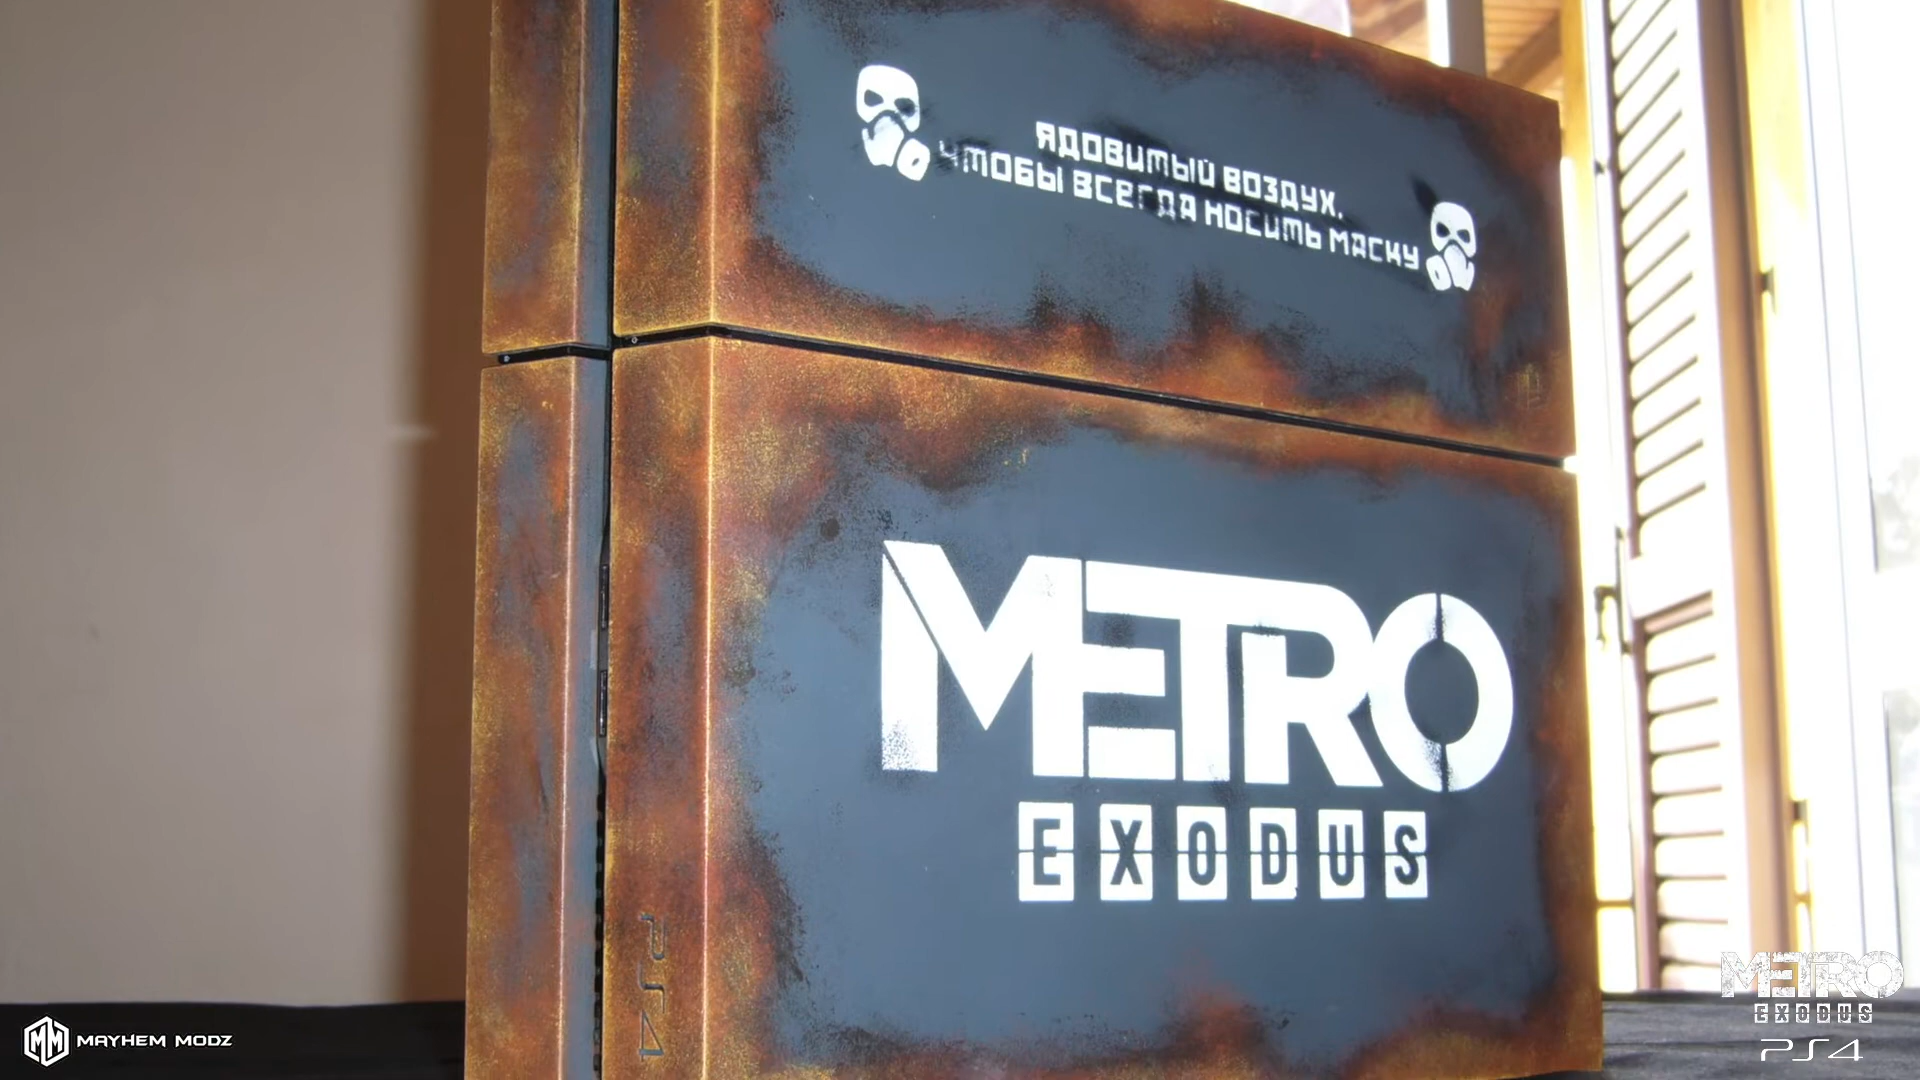 ЯДОВИТЫЙ ВОЗДУХ.
ЧТОБЫ ВСЕГДА НОСИТЬ МАСКУ
METRO
EXODUS
PS4
MAYHEM MODZ
METRO
EXODUS
PS4